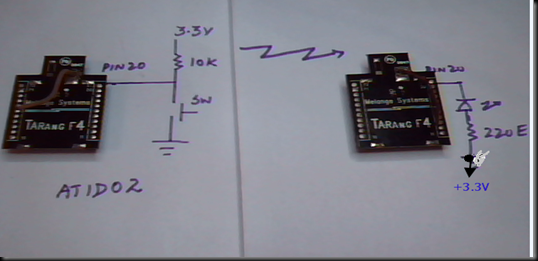 3.3V
PIN20
10K
SW
Melange Systems
TARANG F4
ATID02
PIN20
Melange Systems
TARANG F4
220E
+3.3V